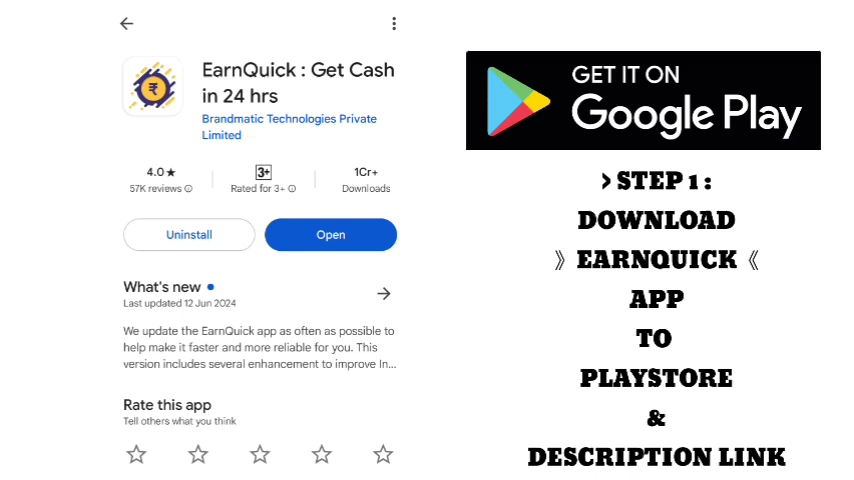 EarnQuick : Get Cash
in 24 hrs
Brandmatic Technologies Private
Limited
4.0★
57K reviews
3+
Rated for 3+
1Cr+
Downloads
Uninstall
Open
What's new
Last updated 12 Jun 2024
We update the EarnQuick app as often as possible to
help make it faster and more reliable for you. This
version includes several enhancement to improve In...
Rate this app
Tell others what you think
GET IT ON
Google Play
› STEP 1 :
DOWNLOAD
》 EARNQUICK 《
APP
TO
PLAYSTORE
&
DESCRIPTION LINK